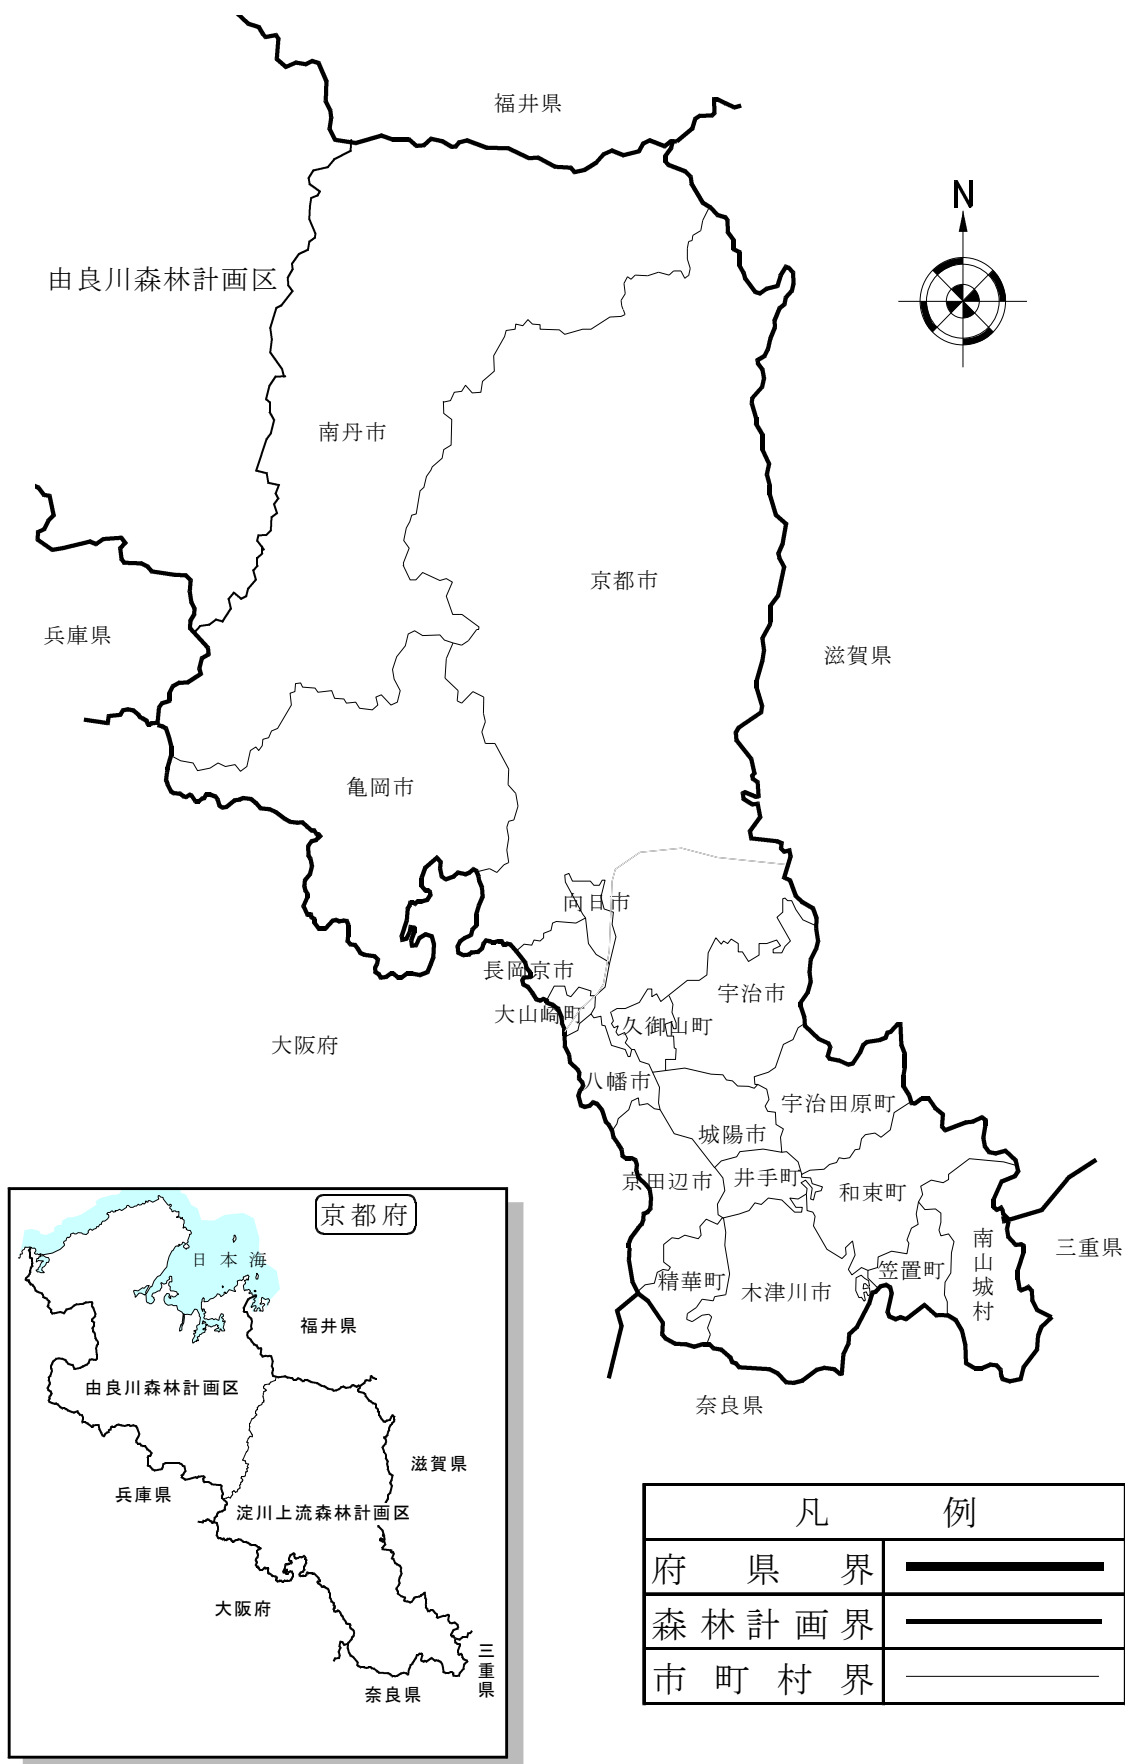 福井県
N
由良川森林計画区
南丹市
京都市
兵庫県
滋賀県
亀岡市
向日市
長岡京市
宇治市
大山崎町
久御山町
大阪府
八幡市
宇治田原町
城陽市
京田辺市
井手町
和束町
南山城村
三重県
笠置町
精華町
木津川市
奈良県
京都府
日本海
福井県
由良川森林計画区
滋賀県
兵庫県
淀川上流森林計画区
大阪府
三重県
奈良県
凡例
府県界
森林計画界
市町村界